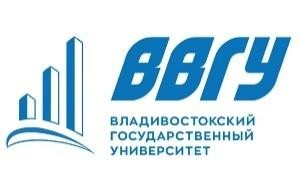 ВВГУ
ВЛАДИВОСТОКСКИЙ
ГОСУДАРСТВЕННЫЙ
УНИВЕРСИТЕТ